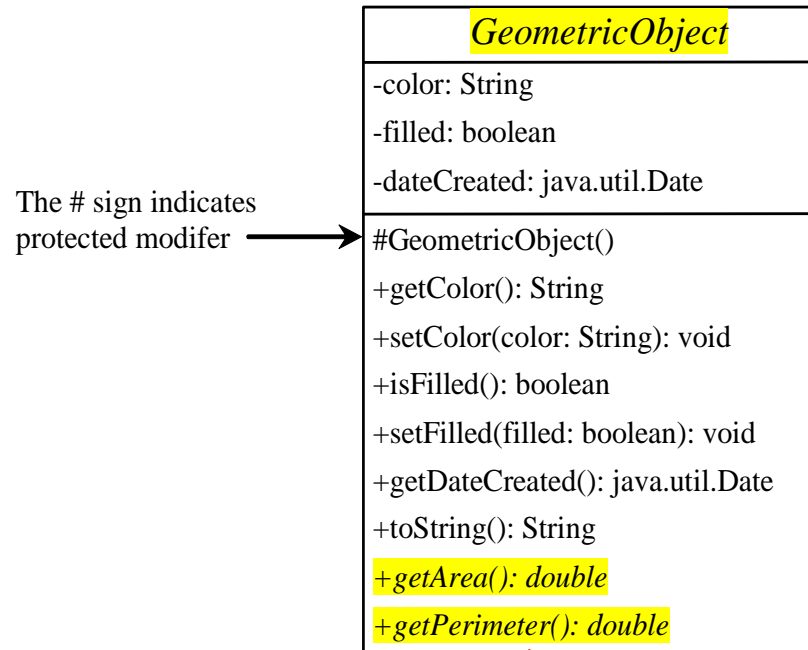 GeometricObject
-color: String
-filled: boolean
-dateCreated: java.util.Date
The # sign indicates
protected modifer
#GeometricObject()
+getColor(): String
+setColor(color: String): void
+isFilled(): boolean
+setFilled(filled: boolean): void
+getDateCreated(): java.util.Date
+toString(): String
+getArea(): double
+getPerimeter(): double